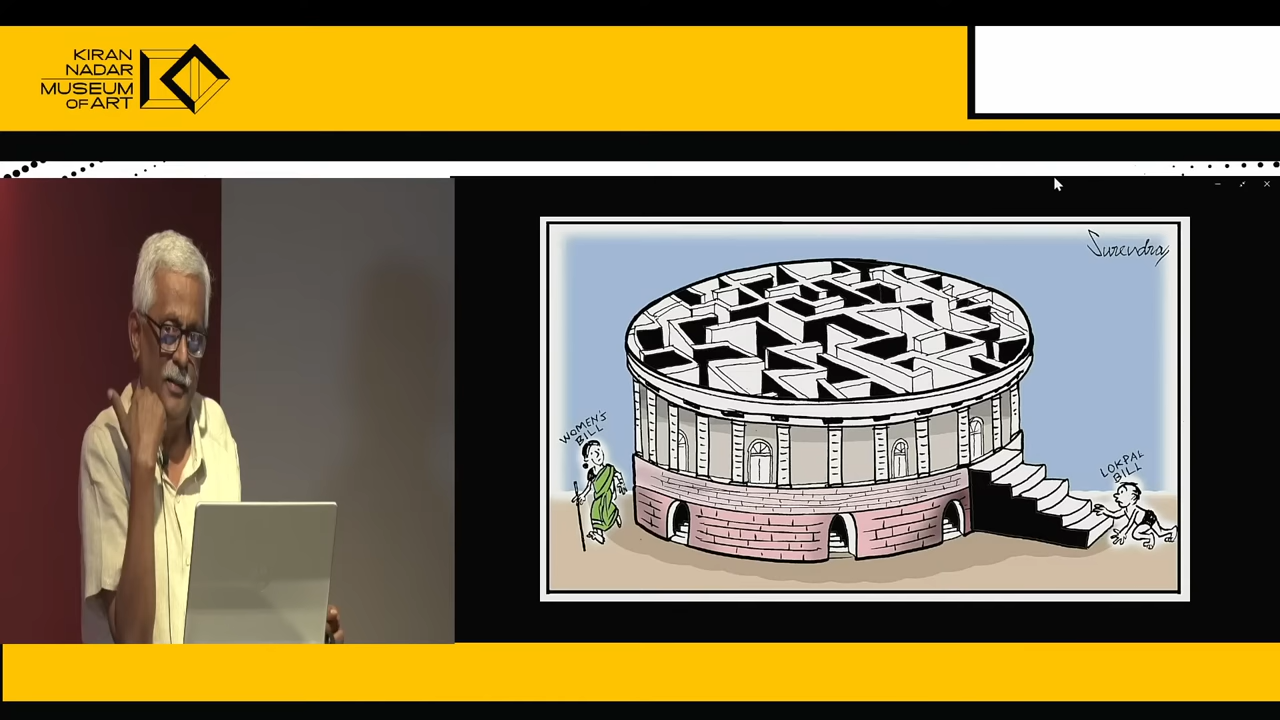 KIRAN
NADAR
MUSEUM
OF ART
Surendra
WOMEN'S
BILL
LOKPAL
BILL